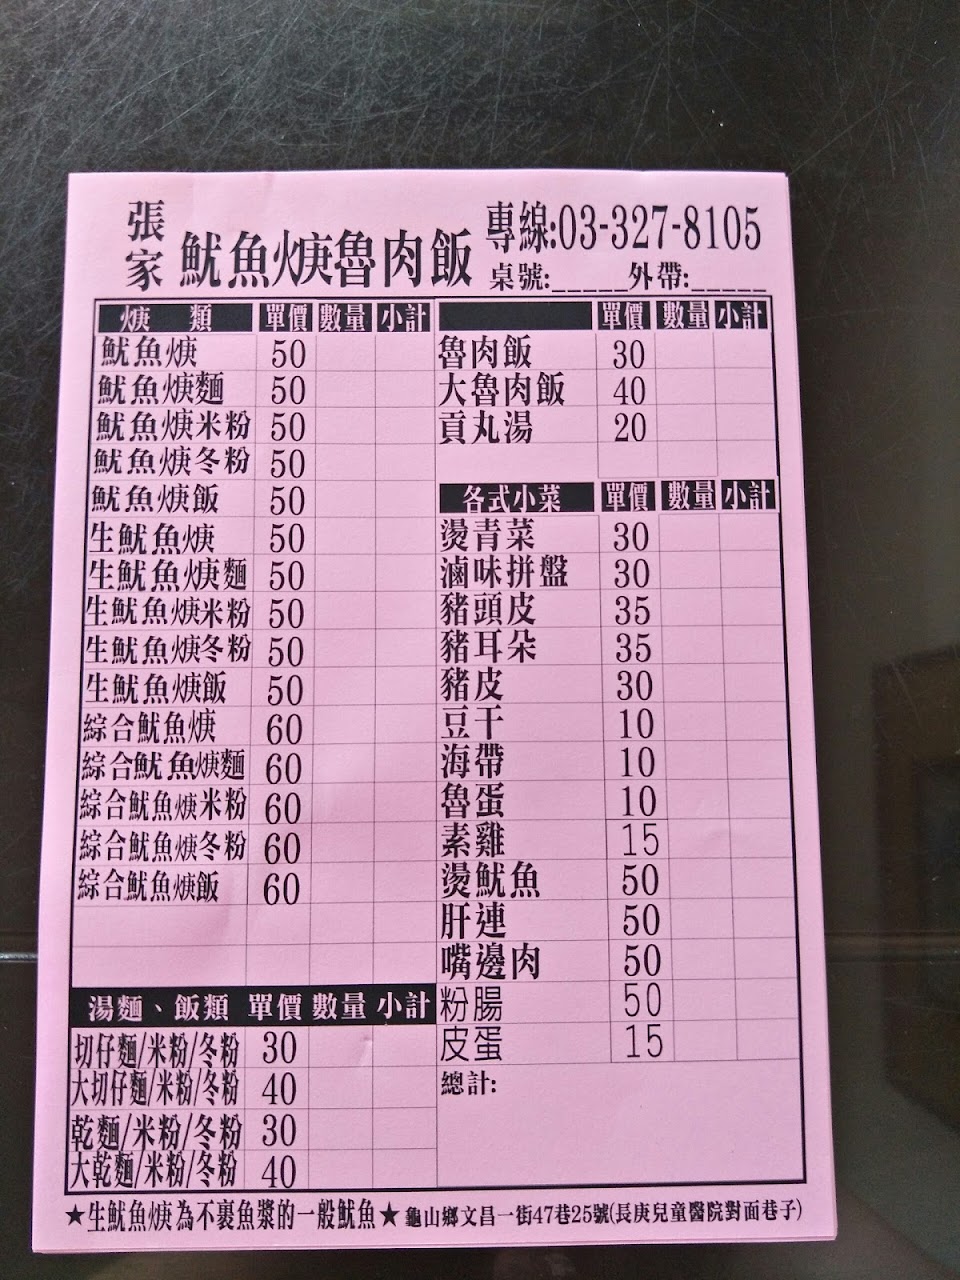 張家 魷魚焿魯肉飯 專線:03-327-8105
桌號:_____外帶:_____
焿 類 單價 數量 小計
魷魚焿 50
魷魚焿麵 50
魷魚焿米粉 50
魷魚焿冬粉 50
魷魚焿飯 50
生魷魚焿 50
生魷魚焿麵 50
生魷魚焿米粉 50
生魷魚焿冬粉 50
生魷魚焿飯 50
綜合魷魚焿 60
綜合魷魚焿麵 60
綜合魷魚焿米粉 60
綜合魷魚焿冬粉 60
綜合魷魚焿飯 60
湯麵、飯類 單價 數量 小計
切仔麵/米粉/冬粉 30
大切仔麵/米粉/冬粉 40
乾麵/米粉/冬粉 30
大乾麵/米粉/冬粉 40
單價 數量 小計
魯肉飯 30
大魯肉飯 40
貢丸湯 20
各式小菜 單價 數量 小計
燙青菜 30
滷味拼盤 30
豬頭皮 35
豬耳朵 35
豬皮 30
豆干 10
海帶 10
魯蛋 10
素雞 15
燙魷魚 50
肝連 50
嘴邊肉 50
粉腸 50
皮蛋 15
總計:
★生魷魚焿為不裹魚漿的一般魷魚★ 龜山鄉文昌一街47巷25號(長庚兒童醫院對面巷子)